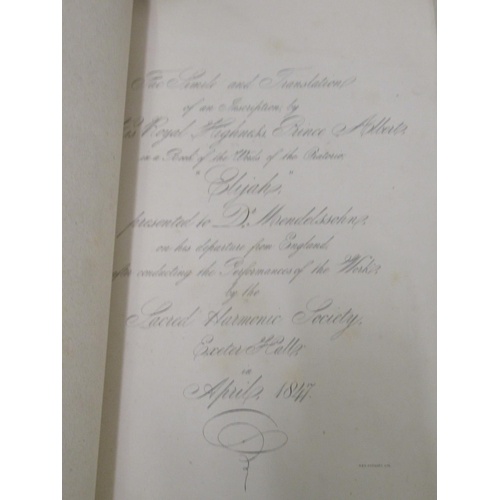 Fac Simile and Translation
of an Inscription by
His Royal Highness Prince Albert
in a Book of the Words of the Oratorio
"Elijah"
presented to Dr. Mendelssohn
on his departure from England
after conducting the Performances of the Work
by the
Sacred Harmonic Society,
Exeter Hall
in
April, 1847.